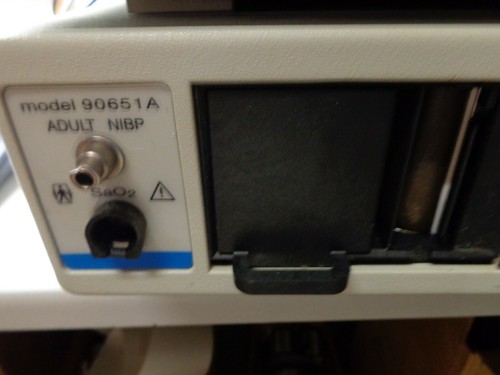 model 90651A
ADULT NIBP
SaO2